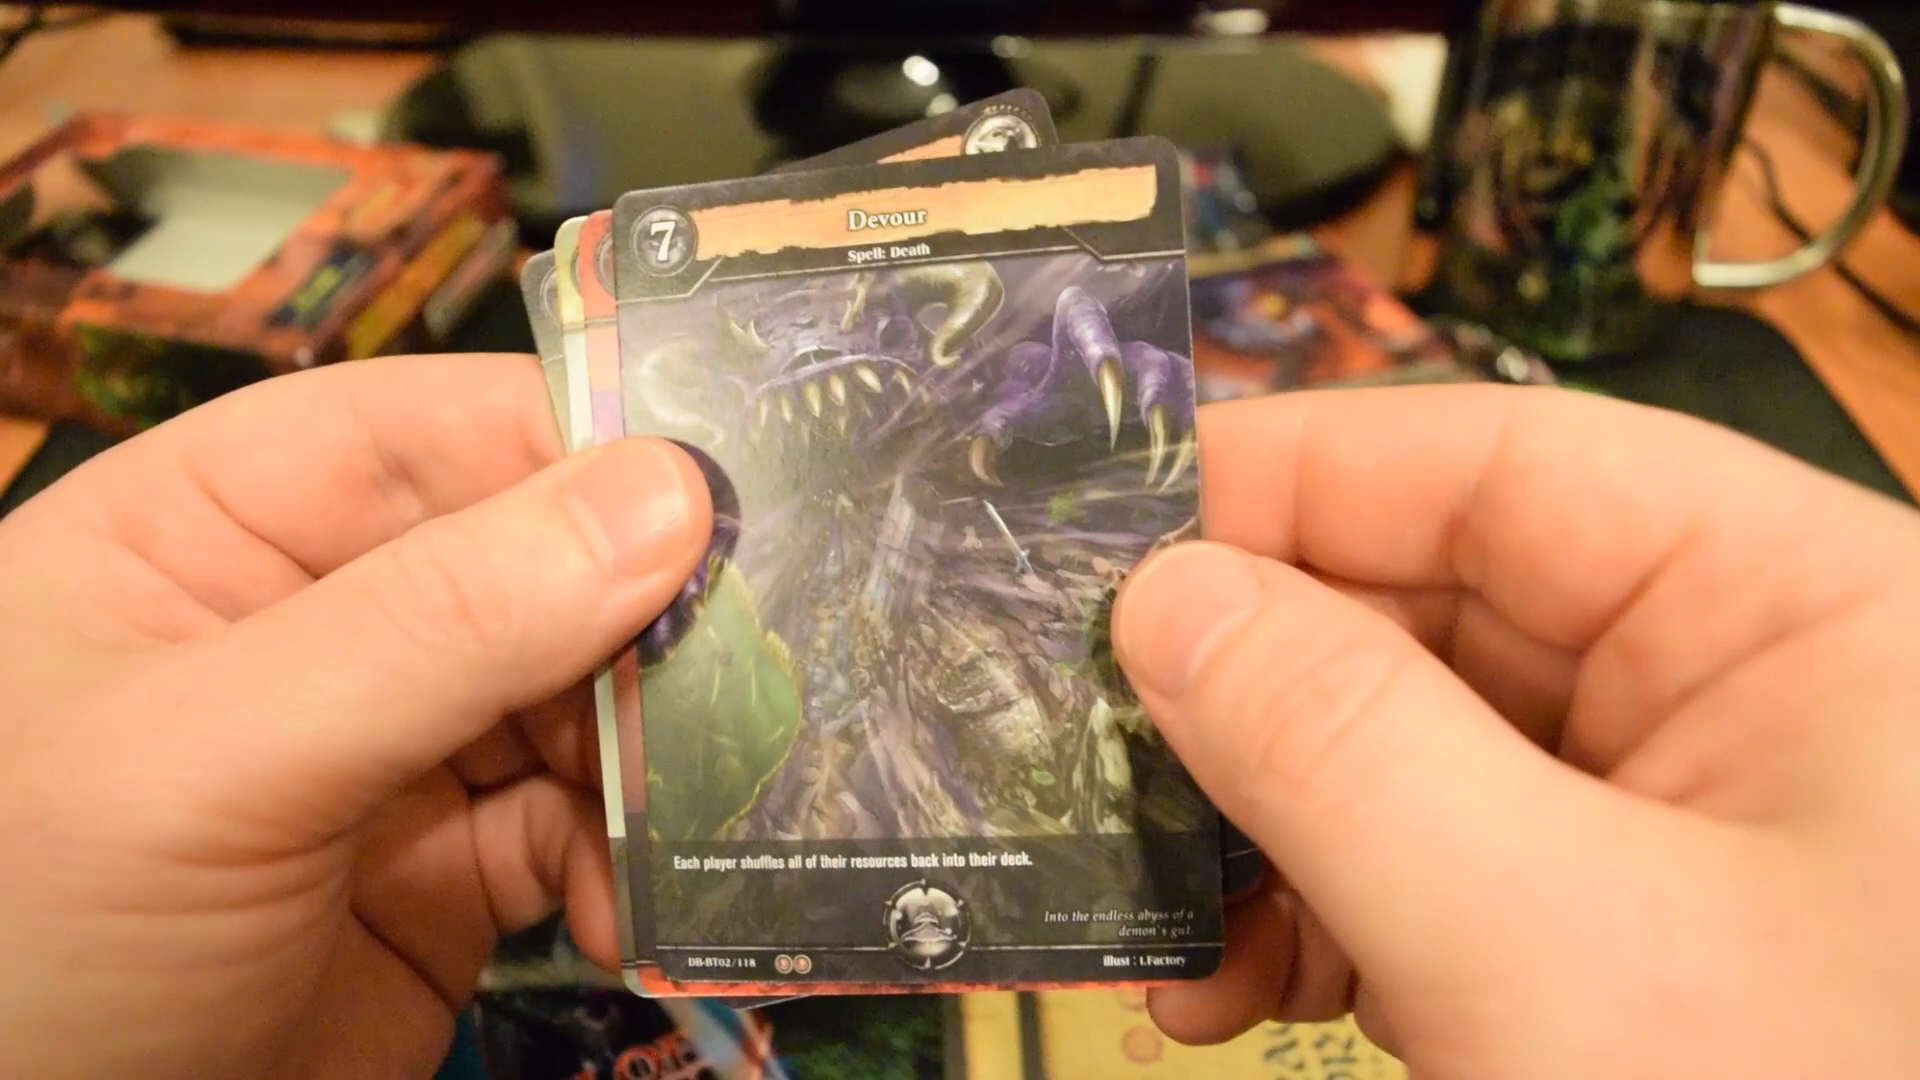 7
Devour
Spell: Death
Each player shuffles all of their resources back into their deck.
Into the endless abyss of a
demon's gut.
DB-BT02/118
illust : t.Factory